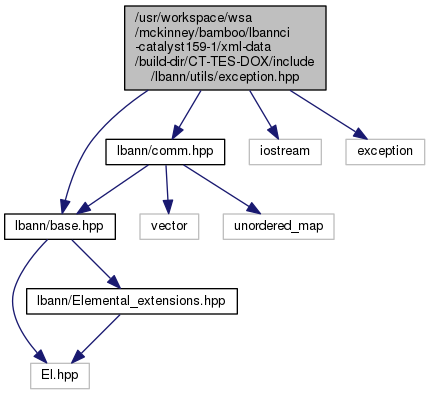 /usr/workspace/wsa
/mckinney/bamboo/lbannci
-catalyst159-1/xml-data
/build-dir/CT-TES-DOX/include
/lbann/utils/exception.hpp
lbann/comm.hpp
iostream
exception
lbann/base.hpp
vector
unordered_map
lbann/Elemental_extensions.hpp
El.hpp